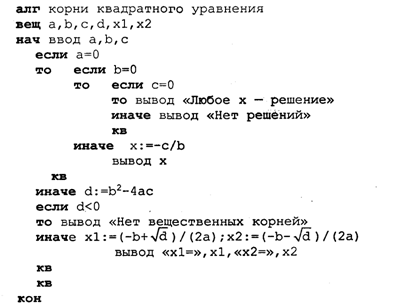 алг корни квадратного уравнения
вещ a,b,c,d,x1,x2
нач ввод a,b,c
если a=0
то если b=0
то если c=0
то вывод «Любое x — решение»
иначе вывод «Нет решений»
кв
иначе x:=-c/b
вывод x
кв
иначе d:=b²-4ac
если d<0
то вывод «Нет вещественных корней»
иначе x1:=(-b+√d)/(2a);x2:=(-b-√d)/(2a)
вывод «x1=»,x1,«x2=»,x2
кв
кв
кон